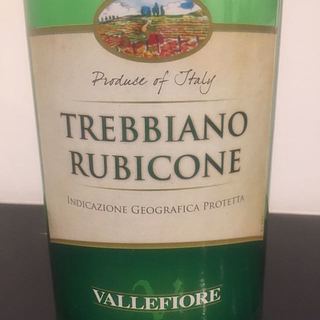 Produce of Italy
TREBBIANO
RUBICONE
INDICAZIONE GEOGRAFICA PROTETTA
VALLEFIORE